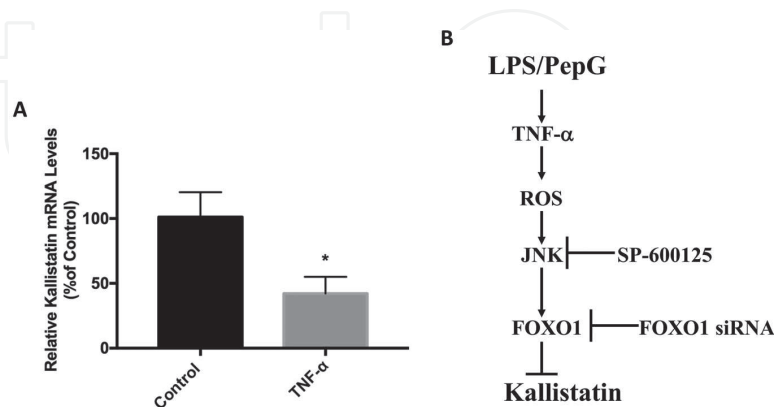 A
Relative Kallistatin mRNA Levels
(%of Control)
150
100
50
0
*
Control
TNF-α
B
LPS/PepG
TNF-α
ROS
JNK
SP-600125
FOXO1
FOXO1 siRNA
Kallistatin